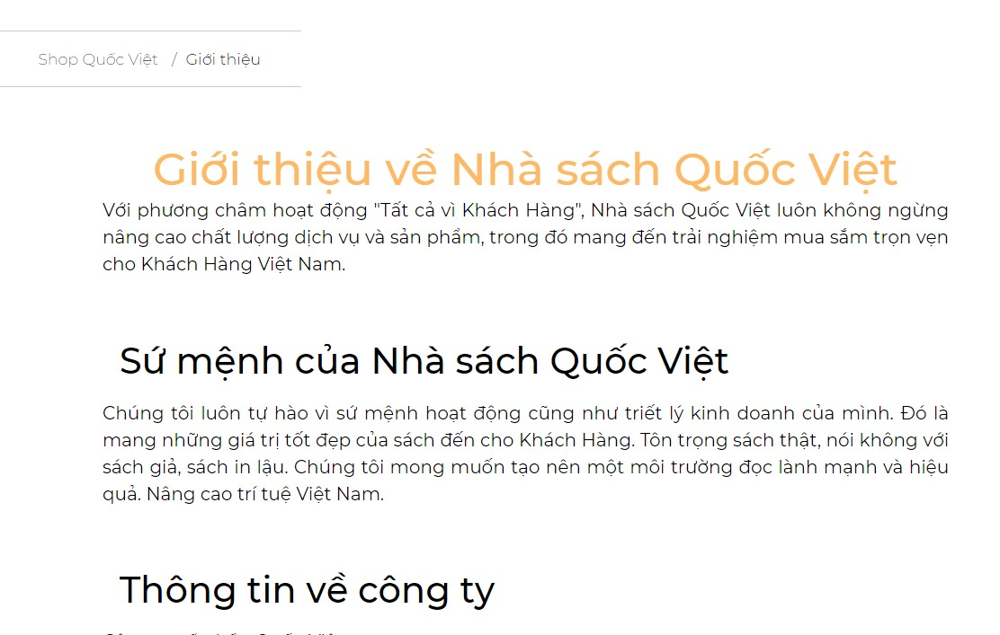 Shop Quốc Việt / Giới thiệu
Giới thiệu về Nhà sách Quốc Việt
Với phương châm hoạt động "Tất cả vì Khách Hàng", Nhà sách Quốc Việt luôn không ngừng
nâng cao chất lượng dịch vụ và sản phẩm, trong đó mang đến trải nghiệm mua sắm trọn vẹn
cho Khách Hàng Việt Nam.
Sứ mệnh của Nhà sách Quốc Việt
Chúng tôi luôn tự hào vì sứ mệnh hoạt động cũng như triết lý kinh doanh của mình. Đó là
mang những giá trị tốt đẹp của sách đến cho Khách Hàng. Tôn trọng sách thật, nói không với
sách giả, sách in lậu. Chúng tôi mong muốn tạo nên một môi trường đọc lành mạnh và hiệu
quả. Nâng cao trí tuệ Việt Nam.
Thông tin về công ty